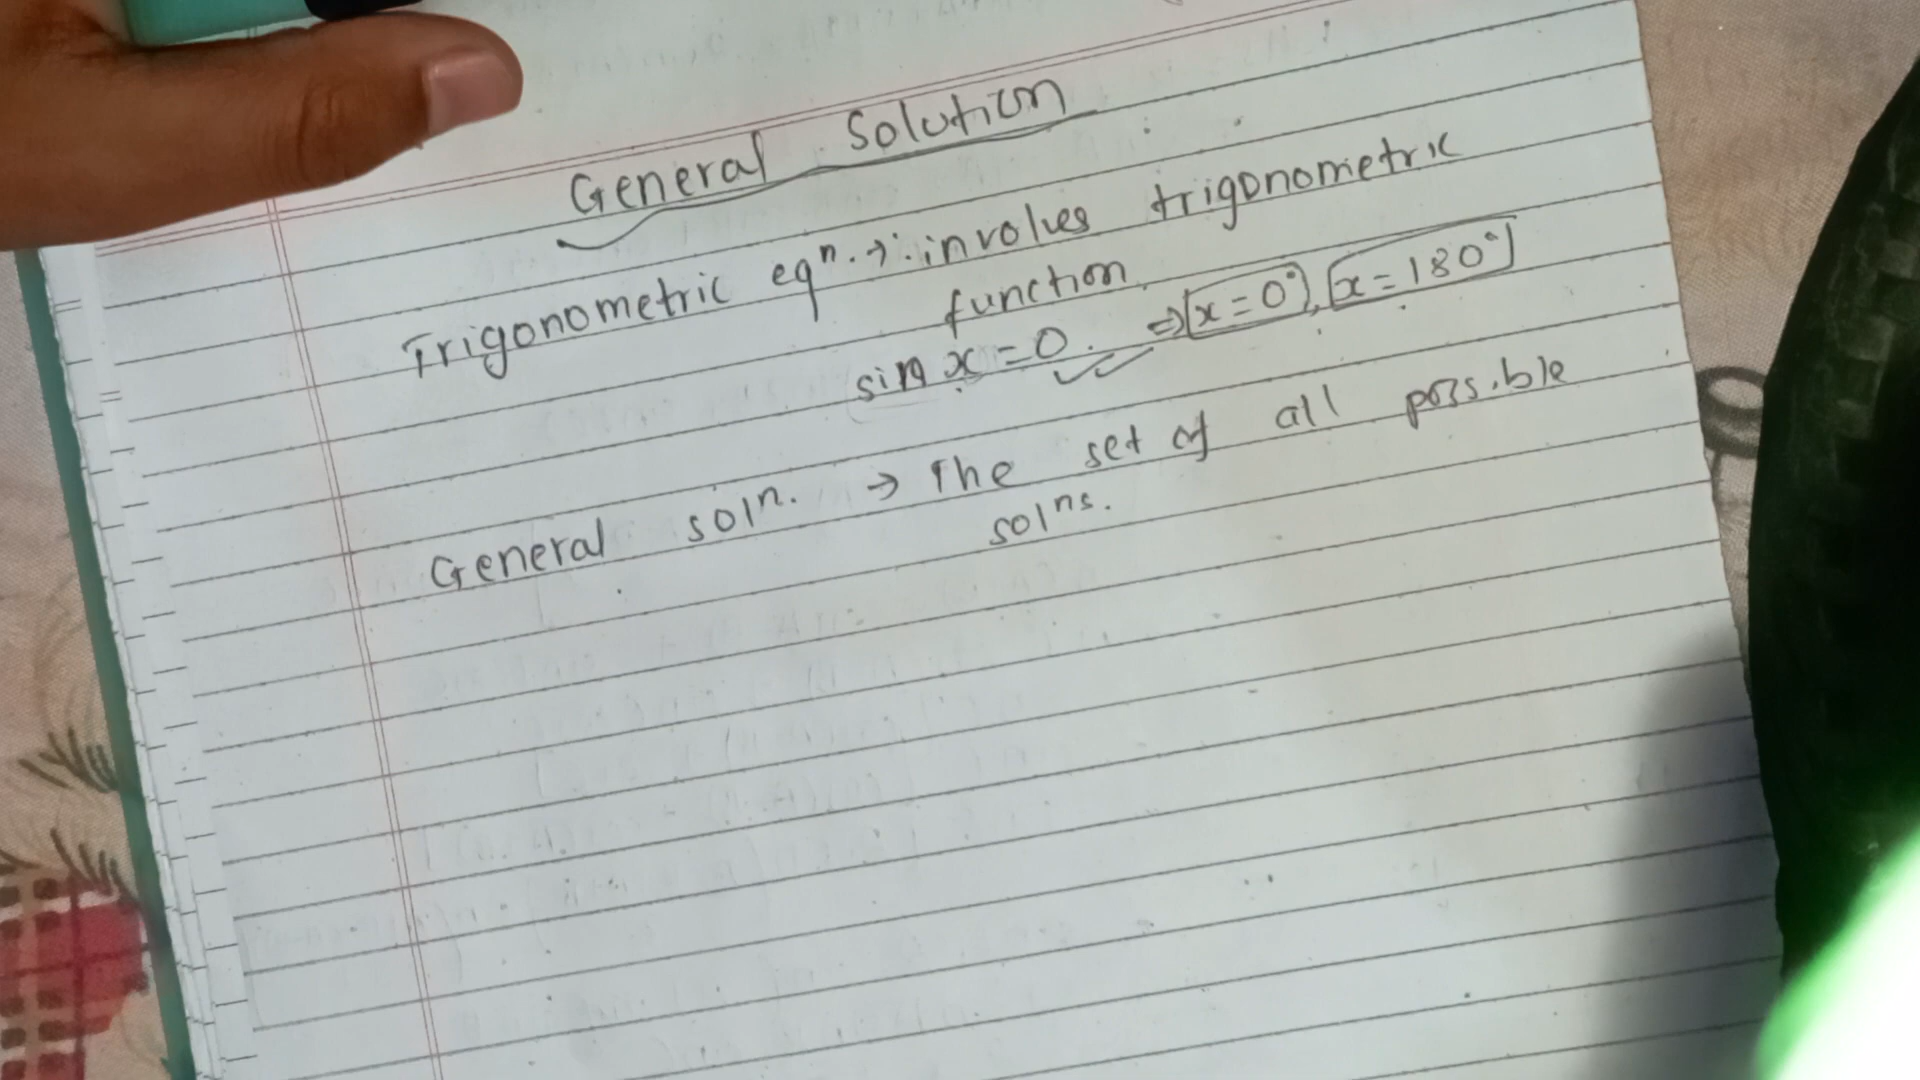 General Solution
Trigonometric eqⁿ. → : involves trigonometric
function.
sin x = 0. ⇒ x = 0°, x = 180°
General solⁿ. → The set of all possible
solⁿˢ.